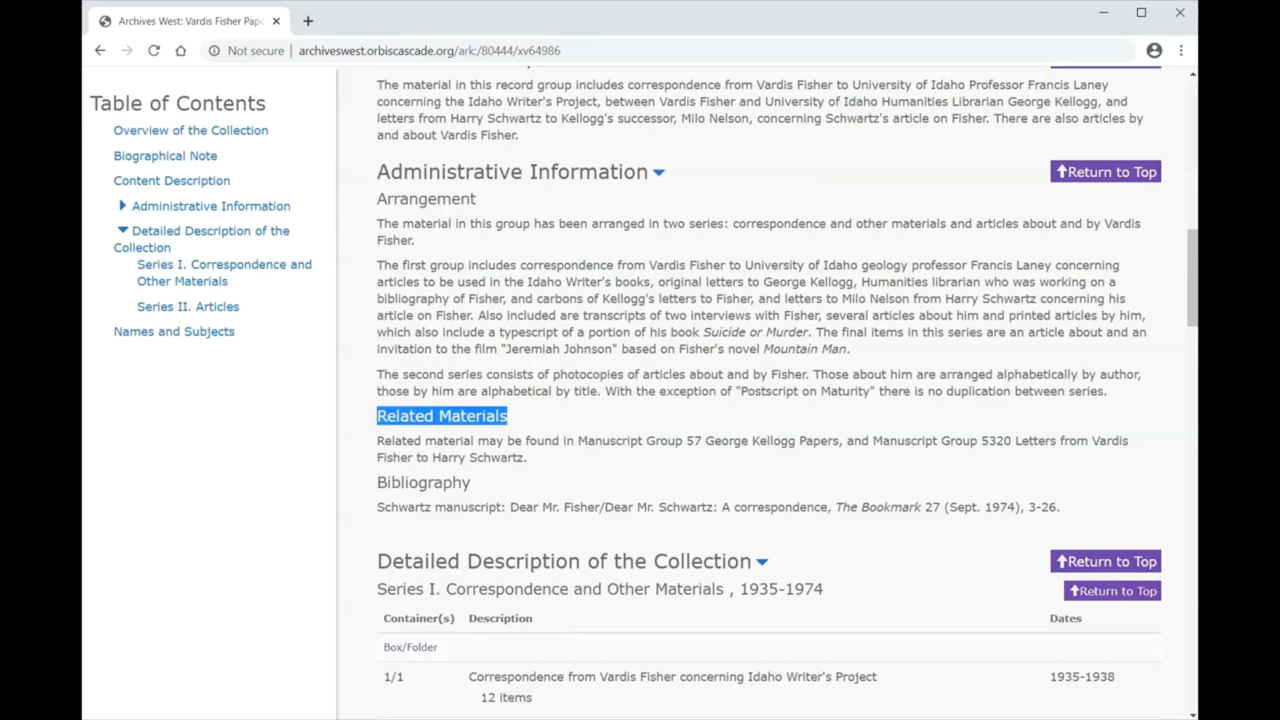 Archives West: Vardis Fisher Pape
Not secure | archiveswest.orbiscascade.org/ark:/80444/xv64986
Table of Contents
Overview of the Collection
Biographical Note
Content Description
Administrative Information
Detailed Description of the
Collection
Series I. Correspondence and
Other Materials
Series II. Articles
Names and Subjects
The material in this record group includes correspondence from Vardis Fisher to University of Idaho Professor Francis Laney
concerning the Idaho Writer's Project, between Vardis Fisher and University of Idaho Humanities Librarian George Kellogg, and
letters from Harry Schwartz to Kellogg's successor, Milo Nelson, concerning Schwartz's article on Fisher. There are also articles by
and about Vardis Fisher.
Administrative Information
Return to Top
Arrangement
The material in this group has been arranged in two series: correspondence and other materials and articles about and by Vardis
Fisher.
The first group includes correspondence from Vardis Fisher to University of Idaho geology professor Francis Laney concerning
articles to be used in the Idaho Writer's books, original letters to George Kellogg, Humanities librarian who was working on a
bibliography of Fisher, and carbons of Kellogg's letters to Fisher, and letters to Milo Nelson from Harry Schwartz concerning his
article on Fisher. Also included are transcripts of two interviews with Fisher, several articles about him and printed articles by him,
which also include a typescript of a portion of his book Suicide or Murder. The final items in this series are an article about and an
invitation to the film "Jeremiah Johnson" based on Fisher's novel Mountain Man.
The second series consists of photocopies of articles about and by Fisher. Those about him are arranged alphabetically by author,
those by him are alphabetical by title. With the exception of "Postscript on Maturity" there is no duplication between series.
Related Materials
Related material may be found in Manuscript Group 57 George Kellogg Papers, and Manuscript Group 5320 Letters from Vardis
Fisher to Harry Schwartz.
Bibliography
Schwartz manuscript: Dear Mr. Fisher/Dear Mr. Schwartz: A correspondence, The Bookmark 27 (Sept. 1974), 3-26.
Detailed Description of the Collection
Return to Top
Series I. Correspondence and Other Materials , 1935-1974
Return to Top
Container(s) Description Dates
Box/Folder
1/1 Correspondence from Vardis Fisher concerning Idaho Writer's Project 1935-1938
12 items